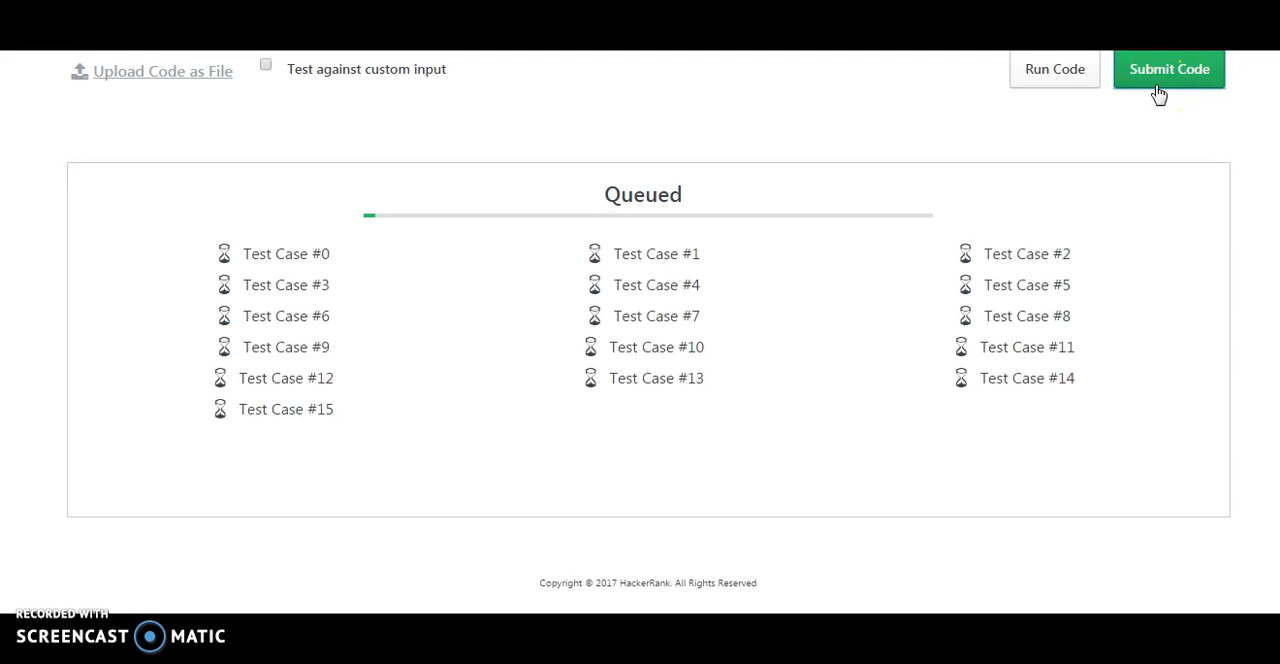 Upload Code as File Test against custom input Run Code Submit Code
Queued
Test Case #0 Test Case #1 Test Case #2
Test Case #3 Test Case #4 Test Case #5
Test Case #6 Test Case #7 Test Case #8
Test Case #9 Test Case #10 Test Case #11
Test Case #12 Test Case #13 Test Case #14
Test Case #15
Copyright © 2017 HackerRank. All Rights Reserved
RECORDED WITH
SCREENCAST MATIC